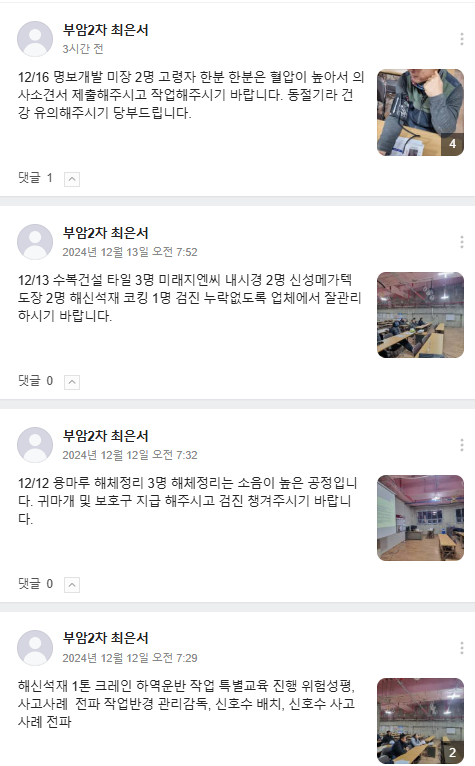 부암2차 최은서
3시간 전
12/16 명보개발 미장 2명 고령자 한분 한분은 혈압이 높아서 의
사소견서 제출해주시고 작업해주시기 바랍니다. 동절기라 건
강 유의해주시기 당부드립니다.
4
댓글 1
부암2차 최은서
2024년 12월 13일 오전 7:52
12/13 수복건설 타일 3명 미래지엔씨 내시경 2명 신성메가텍
도장 2명 해신석재 코킹 1명 검진 누락없도록 업체에서 잘관리
하시기 바랍니다.
댓글 0
부암2차 최은서
2024년 12월 12일 오전 7:32
12/12 용마루 해체정리 3명 해체정리는 소음이 높은 공정입니
다. 귀마개 및 보호구 지급 해주시고 검진 챙겨주시기 바랍니
다.
댓글 0
부암2차 최은서
2024년 12월 12일 오전 7:29
해신석재 1톤 크레인 하역운반 작업 특별교육 진행 위험성평,
사고사례  전파 작업반경 관리감독, 신호수 배치, 신호수 사고
사례 전파
2